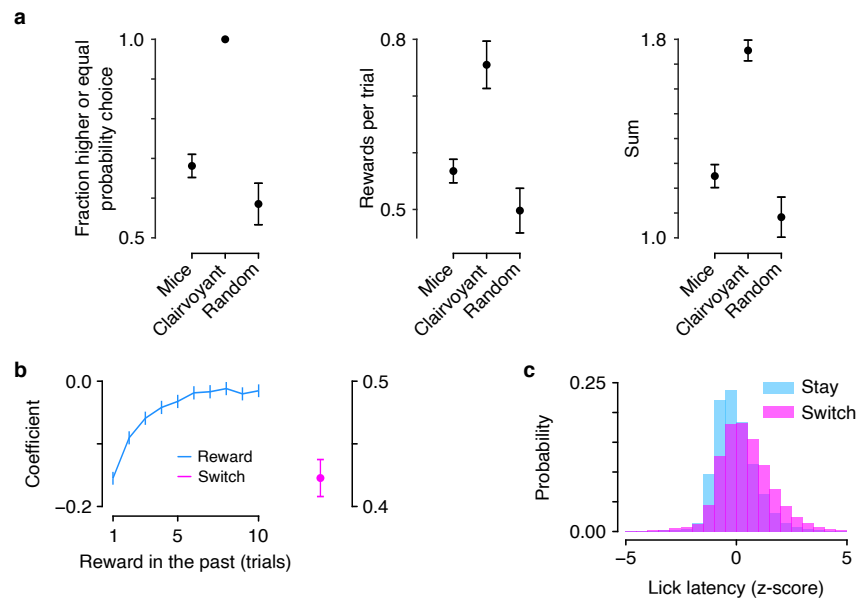 a
Fraction higher or equal
probability choice
1.0
0.5
Mice
Clairvoyant
Random
Rewards per trial
0.8
0.5
Mice
Clairvoyant
Random
Sum
1.8
1.0
Mice
Clairvoyant
Random
b
Coefficient
0.0
−0.2
Reward
Switch
1
5
10
Reward in the past (trials)
0.5
0.4
c
Probability
0.25
0.00
Stay
Switch
−5
0
5
Lick latency (z-score)